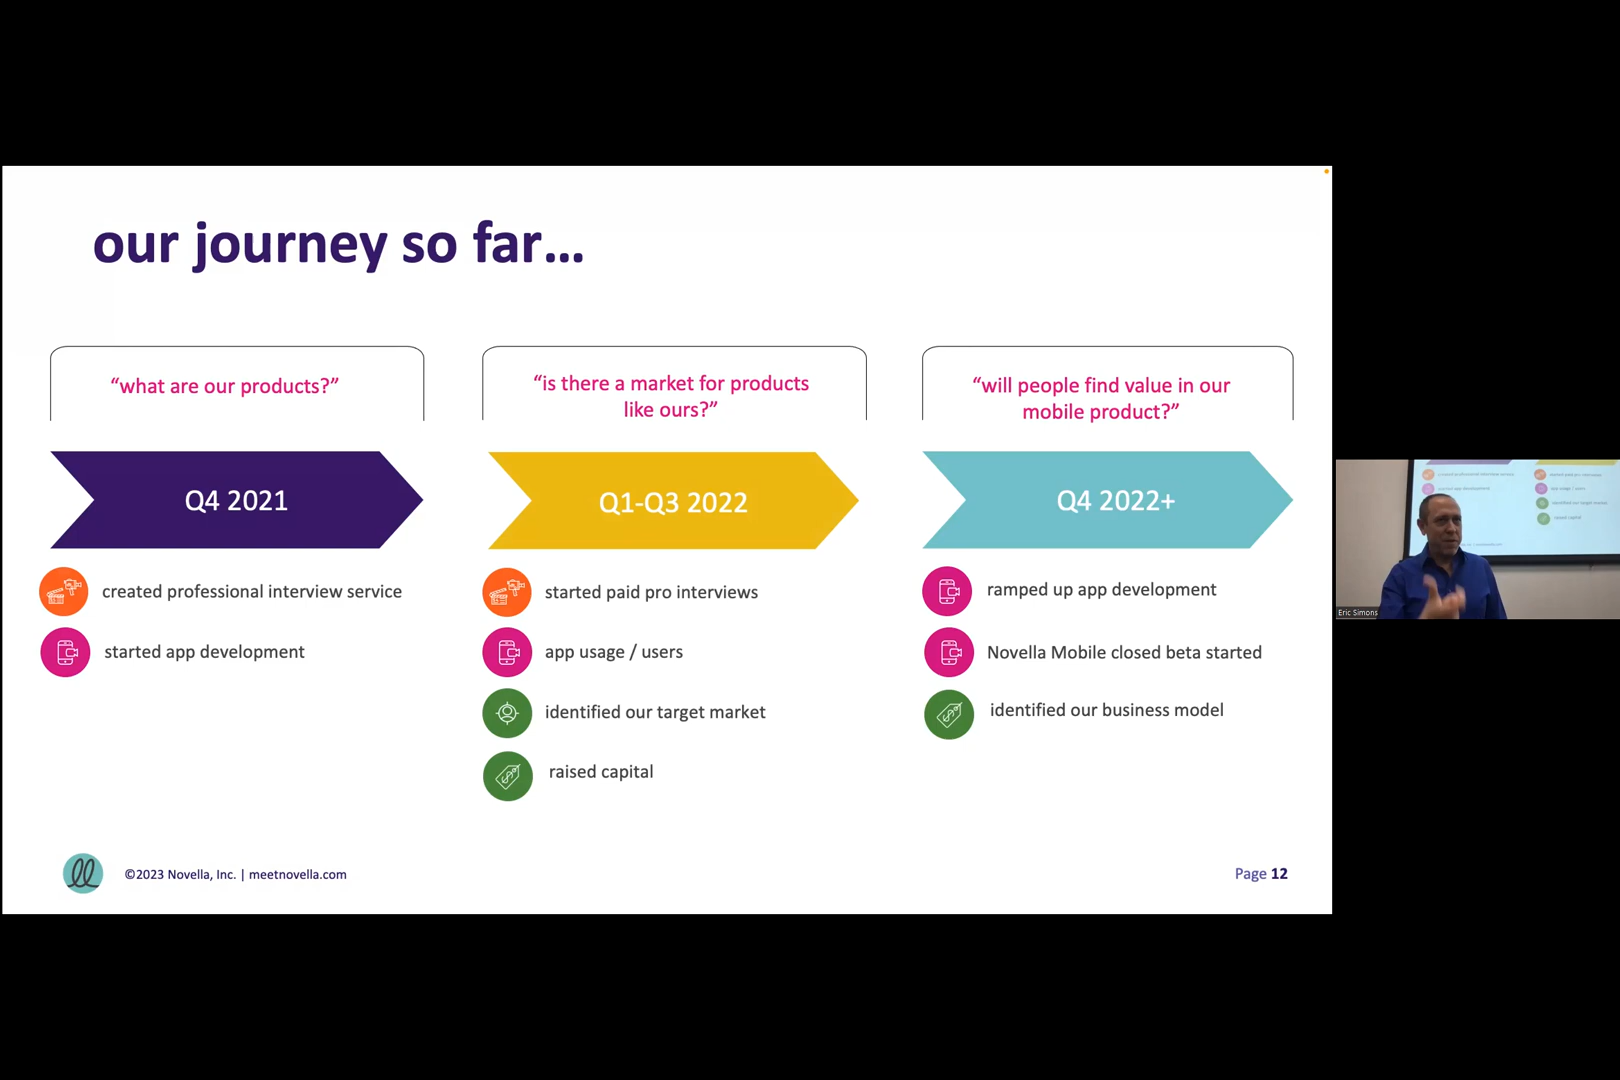 our journey so far...
“what are our products?”
“is there a market for products
like ours?”
“will people find value in our
mobile product?”
Q4 2021
Q1-Q3 2022
Q4 2022+
created professional interview service
started app development
started paid pro interviews
app usage / users
identified our target market
raised capital
ramped up app development
Novella Mobile closed beta started
identified our business model
©2023 Novella, Inc. | meetnovella.com
Page 12
Eric Simons